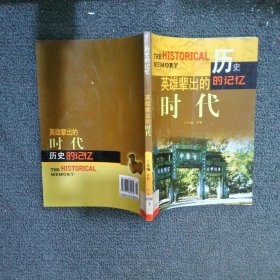 THE HISTORICAL
MEMORY
历史
的记忆
英雄辈出的
时代
历史的记忆
英雄辈出的时代
英雄辈出的
时代
历史的记忆
THE HISTORICAL
MEMORY